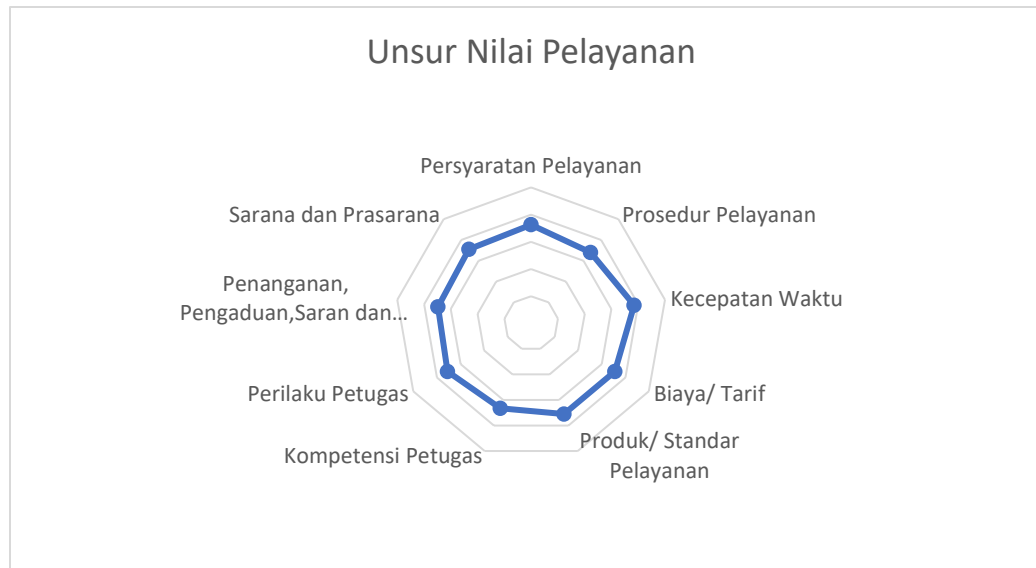 Unsur Nilai Pelayanan
Persyaratan Pelayanan
Prosedur Pelayanan
Kecepatan Waktu
Biaya/ Tarif
Produk/ Standar
Pelayanan
Kompetensi Petugas
Perilaku Petugas
Penanganan,
Pengaduan,Saran dan...
Sarana dan Prasarana